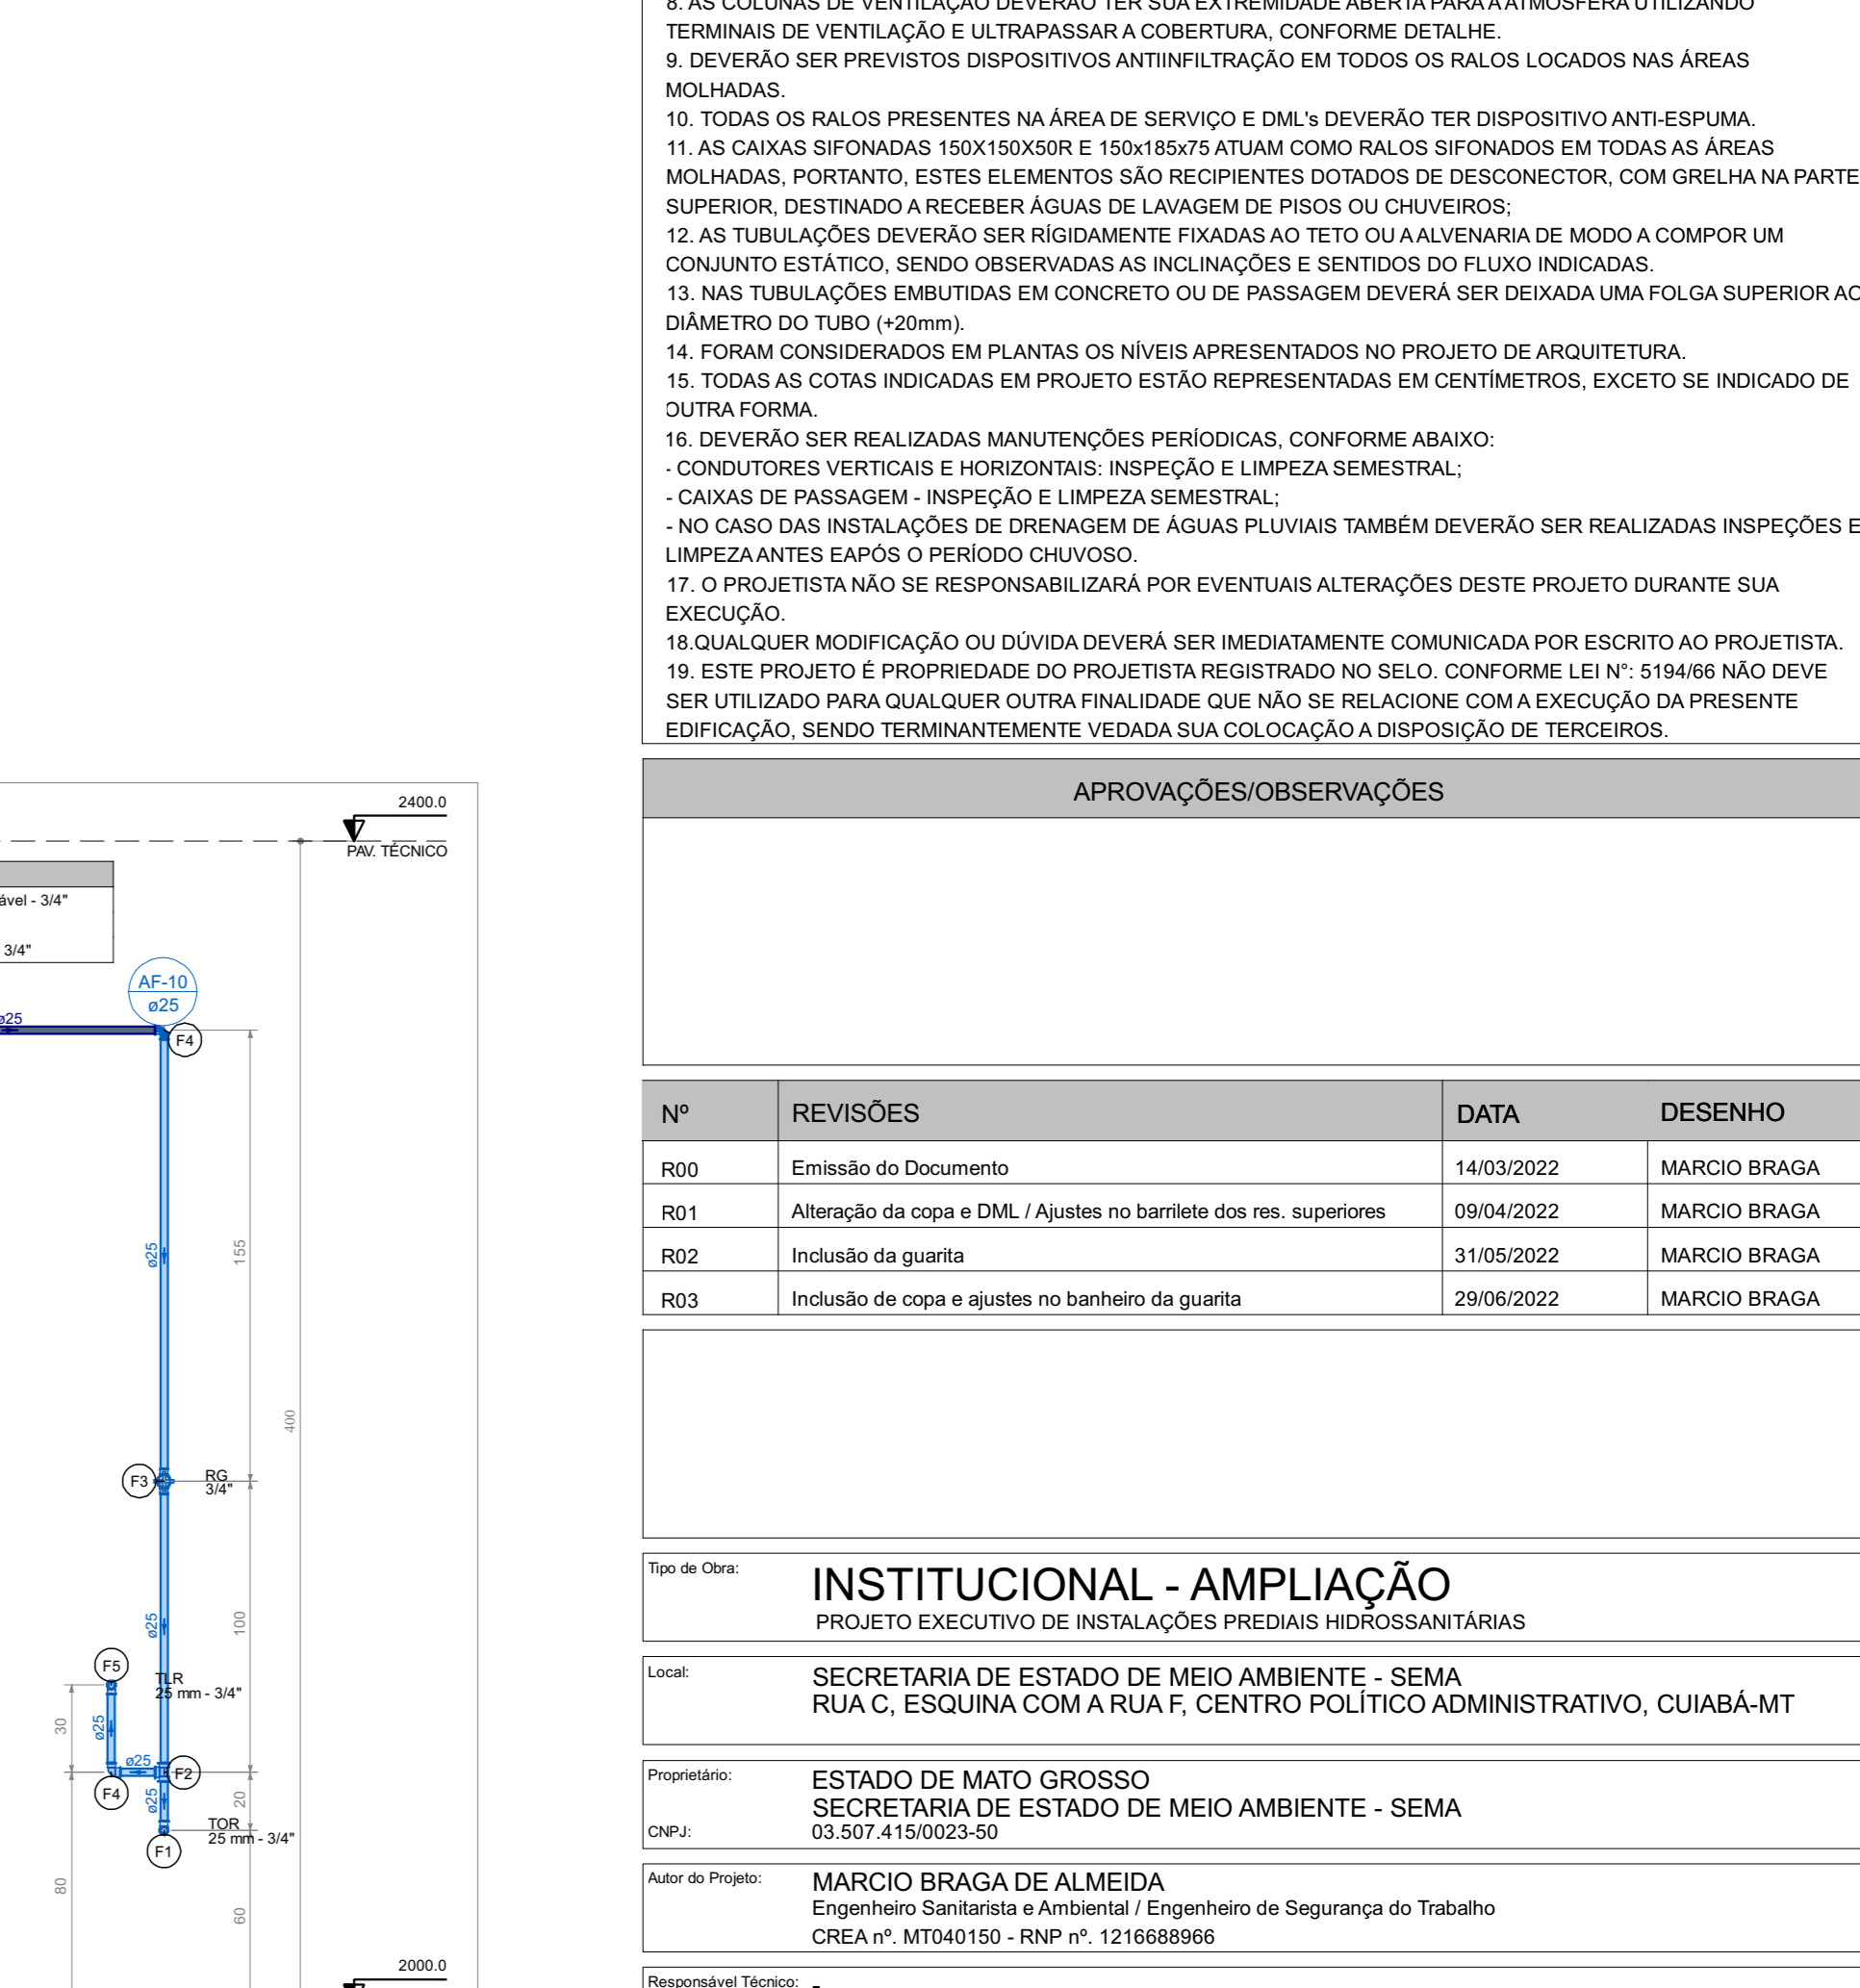 8. AS COLUNAS DE VENTILAÇÃO DEVERÃO TER SUA EXTREMIDADE ABERTA PARA A ATMOSFERA UTILIZANDO
TERMINAIS DE VENTILAÇÃO E ULTRAPASSAR A COBERTURA, CONFORME DETALHE.
9. DEVERÃO SER PREVISTOS DISPOSITIVOS ANTIINFILTRAÇÃO EM TODOS OS RALOS LOCADOS NAS ÁREAS
MOLHADAS.
10. TODAS OS RALOS PRESENTES NA ÁREA DE SERVIÇO E DML's DEVERÃO TER DISPOSITIVO ANTI-ESPUMA.
11. AS CAIXAS SIFONADAS 150X150X50R E 150x185x75 ATUAM COMO RALOS SIFONADOS EM TODAS AS ÁREAS
MOLHADAS, PORTANTO, ESTES ELEMENTOS SÃO RECIPIENTES DOTADOS DE DESCONECTOR, COM GRELHA NA PARTE
SUPERIOR, DESTINADO A RECEBER ÁGUAS DE LAVAGEM DE PISOS OU CHUVEIROS;
12. AS TUBULAÇÕES DEVERÃO SER RÍGIDAMENTE FIXADAS AO TETO OU A ALVENARIA DE MODO A COMPOR UM
CONJUNTO ESTÁTICO, SENDO OBSERVADAS AS INCLINAÇÕES E SENTIDOS DO FLUXO INDICADAS.
13. NAS TUBULAÇÕES EMBUTIDAS EM CONCRETO OU DE PASSAGEM DEVERÁ SER DEIXADA UMA FOLGA SUPERIOR AO
DIÂMETRO DO TUBO (+20mm).
14. FORAM CONSIDERADOS EM PLANTAS OS NÍVEIS APRESENTADOS NO PROJETO DE ARQUITETURA.
15. TODAS AS COTAS INDICADAS EM PROJETO ESTÃO REPRESENTADAS EM CENTÍMETROS, EXCETO SE INDICADO DE
OUTRA FORMA.
16. DEVERÃO SER REALIZADAS MANUTENÇÕES PERÍODICAS, CONFORME ABAIXO:
- CONDUTORES VERTICAIS E HORIZONTAIS: INSPEÇÃO E LIMPEZA SEMESTRAL;
- CAIXAS DE PASSAGEM - INSPEÇÃO E LIMPEZA SEMESTRAL;
- NO CASO DAS INSTALAÇÕES DE DRENAGEM DE ÁGUAS PLUVIAIS TAMBÉM DEVERÃO SER REALIZADAS INSPEÇÕES E
LIMPEZA ANTES EAPÓS O PERÍODO CHUVOSO.
17. O PROJETISTA NÃO SE RESPONSABILIZARÁ POR EVENTUAIS ALTERAÇÕES DESTE PROJETO DURANTE SUA
EXECUÇÃO.
18.QUALQUER MODIFICAÇÃO OU DÚVIDA DEVERÁ SER IMEDIATAMENTE COMUNICADA POR ESCRITO AO PROJETISTA.
19. ESTE PROJETO É PROPRIEDADE DO PROJETISTA REGISTRADO NO SELO. CONFORME LEI N°: 5194/66 NÃO DEVE
SER UTILIZADO PARA QUALQUER OUTRA FINALIDADE QUE NÃO SE RELACIONE COM A EXECUÇÃO DA PRESENTE
EDIFICAÇÃO, SENDO TERMINANTEMENTE VEDADA SUA COLOCAÇÃO A DISPOSIÇÃO DE TERCEIROS.
APROVAÇÕES/OBSERVAÇÕES
Nº REVISÕES DATA DESENHO
R00 Emissão do Documento 14/03/2022 MARCIO BRAGA
R01 Alteração da copa e DML / Ajustes no barrilete dos res. superiores 09/04/2022 MARCIO BRAGA
R02 Inclusão da guarita 31/05/2022 MARCIO BRAGA
R03 Inclusão de copa e ajustes no banheiro da guarita 29/06/2022 MARCIO BRAGA
Tipo de Obra: INSTITUCIONAL - AMPLIAÇÃO
PROJETO EXECUTIVO DE INSTALAÇÕES PREDIAIS HIDROSSANITÁRIAS
Local: SECRETARIA DE ESTADO DE MEIO AMBIENTE - SEMA
RUA C, ESQUINA COM A RUA F, CENTRO POLÍTICO ADMINISTRATIVO, CUIABÁ-MT
Proprietário: ESTADO DE MATO GROSSO
SECRETARIA DE ESTADO DE MEIO AMBIENTE - SEMA
CNPJ: 03.507.415/0023-50
Autor do Projeto: MARCIO BRAGA DE ALMEIDA
Engenheiro Sanitarista e Ambiental / Engenheiro de Segurança do Trabalho
CREA nº. MT040150 - RNP nº. 1216688966
Responsável Técnico:
2400.0
PAV. TÉCNICO
ável - 3/4"
3/4"
AF-10
ø25
ø25
F4
ø25
155
400
F3
RG
3/4"
ø25
100
F5
TLR
25 mm - 3/4"
30
ø25
ø25
F2
F4
ø25
20
TOR
25 mm - 3/4"
F1
80
60
2000.0